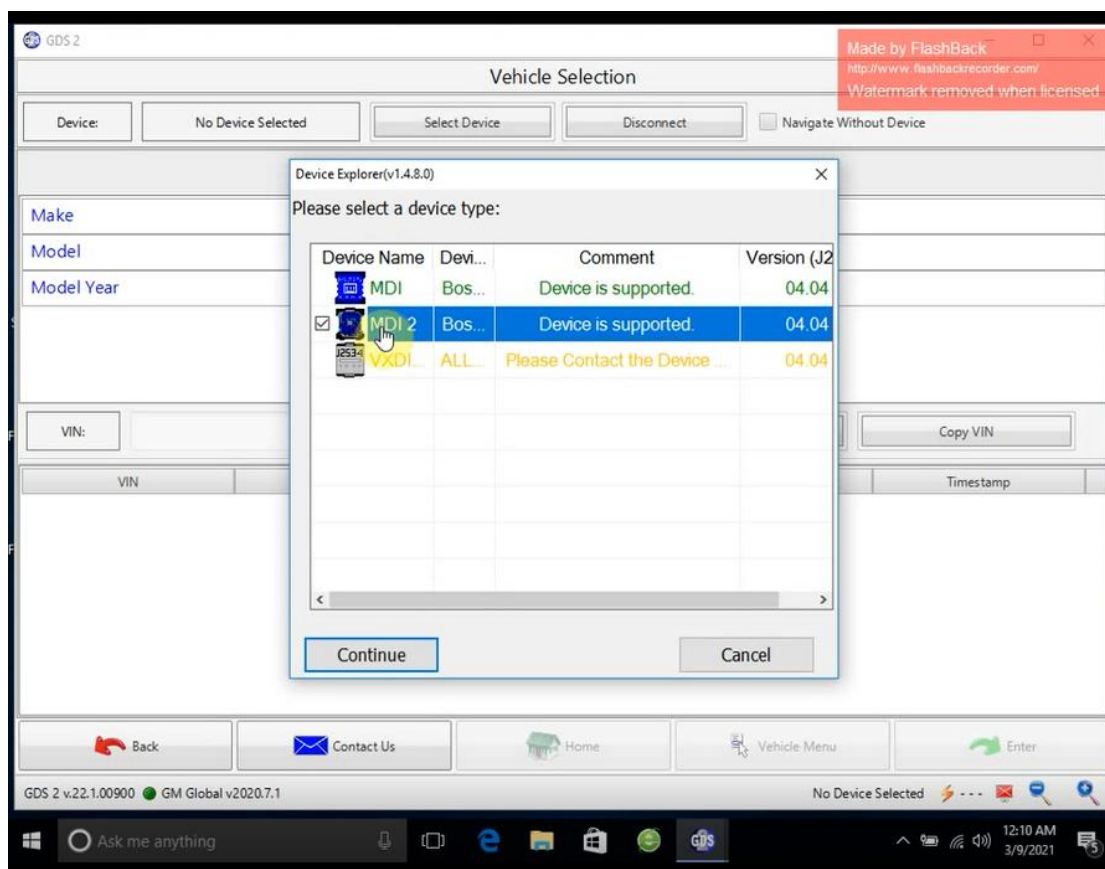 GDS 2
Made by FlashBack
http://www.flashbackrecorder.com/
Watermark removed when licensed
Vehicle Selection
Device: No Device Selected Select Device Disconnect Navigate Without Device
Device Explorer(v1.4.8.0)
Please select a device type:
Make
Model
Model Year
Device Name Devi... Comment Version (J2
MDI Bos... Device is supported. 04.04
MDI 2 Bos... Device is supported. 04.04
J2534 VXDI... ALL... Please Contact the Device ... 04.04
VIN: Copy VIN
VIN Timestamp
Continue Cancel
Back Contact Us Home Vehicle Menu Enter
GDS 2 v.22.1.00900 GM Global v2020.7.1 No Device Selected - - -
Ask me anything GDS 12:10 AM
3/9/2021 5